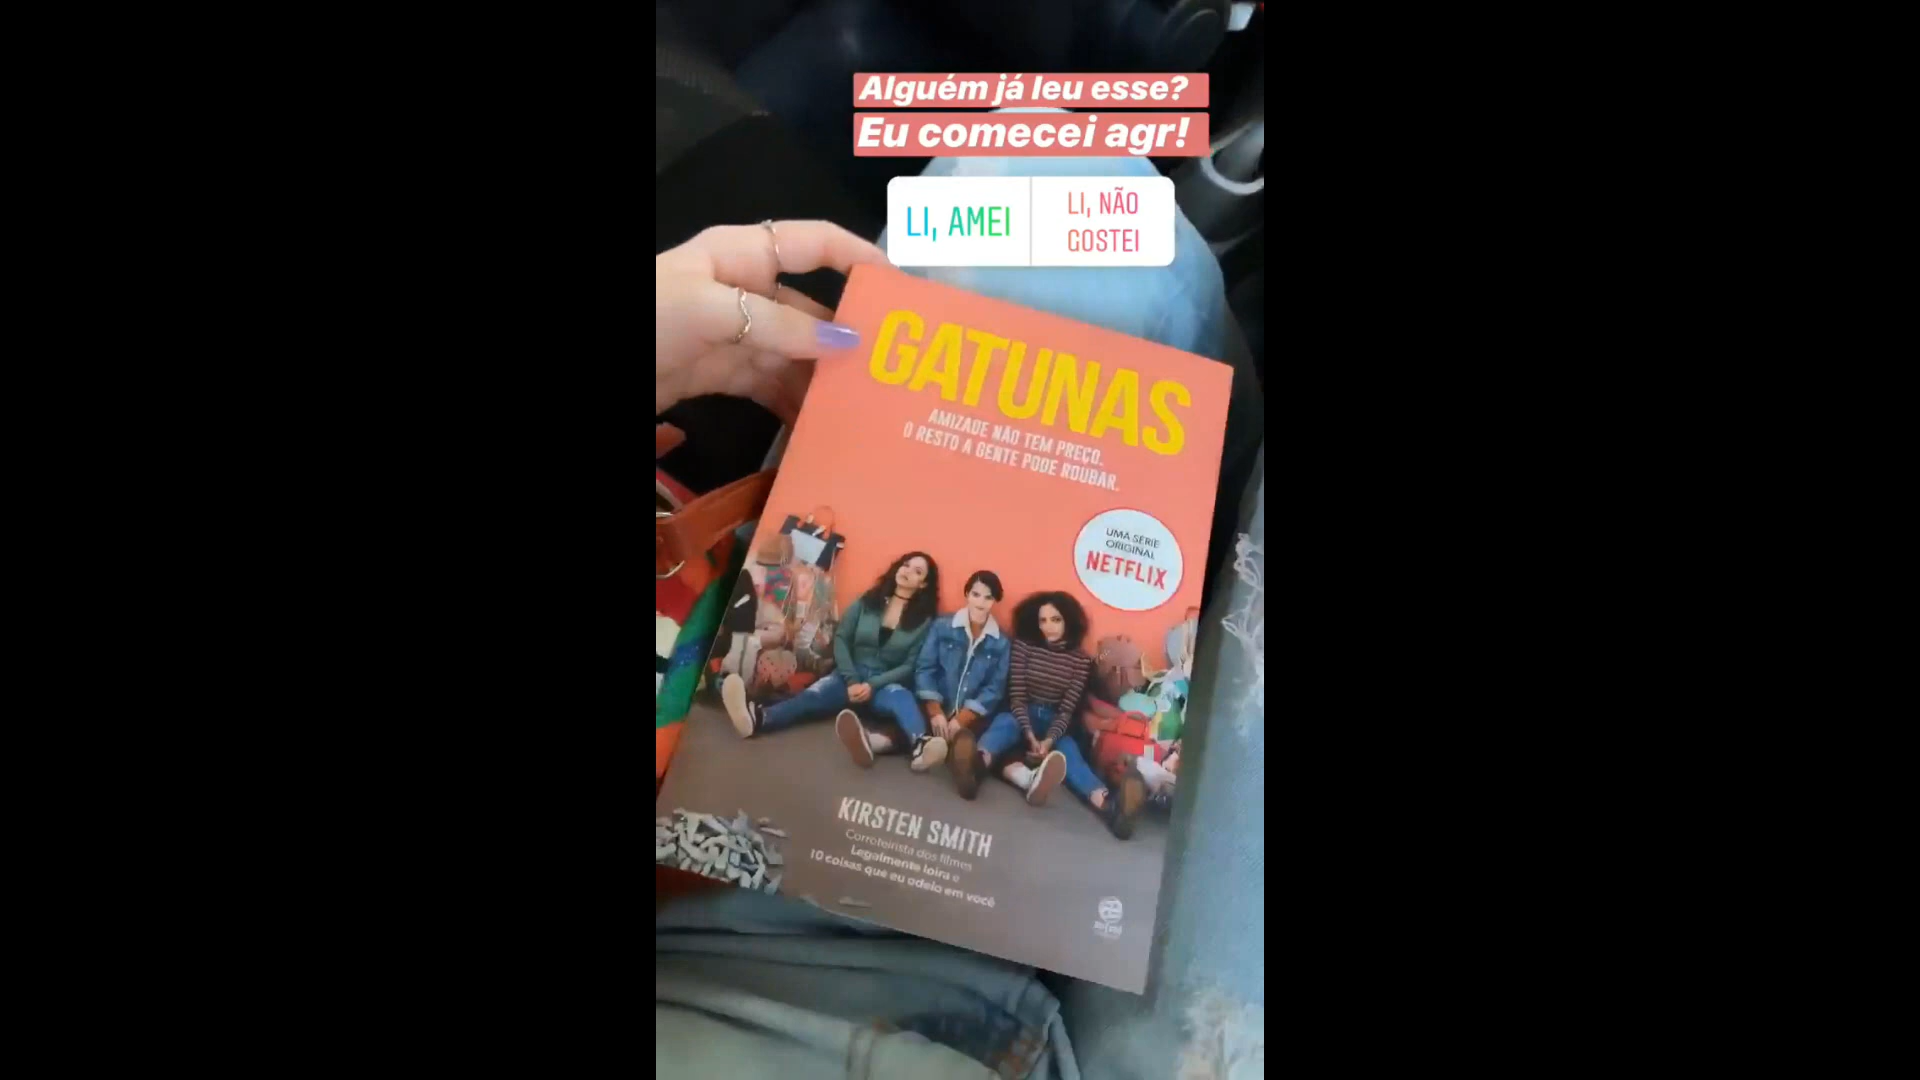 Alguém já leu esse?
Eu comecei agr!
LI, AMEI
LI, NÃO
GOSTEI
GATUNAS
AMIZADE NÃO TEM PREÇO.
O RESTO A GENTE PODE ROUBAR.
UMA SÉRIE
ORIGINAL
NETFLIX
KIRSTEN SMITH
Corroteirista dos filmes
Legalmente loira e
10 coisas que eu odeio em você